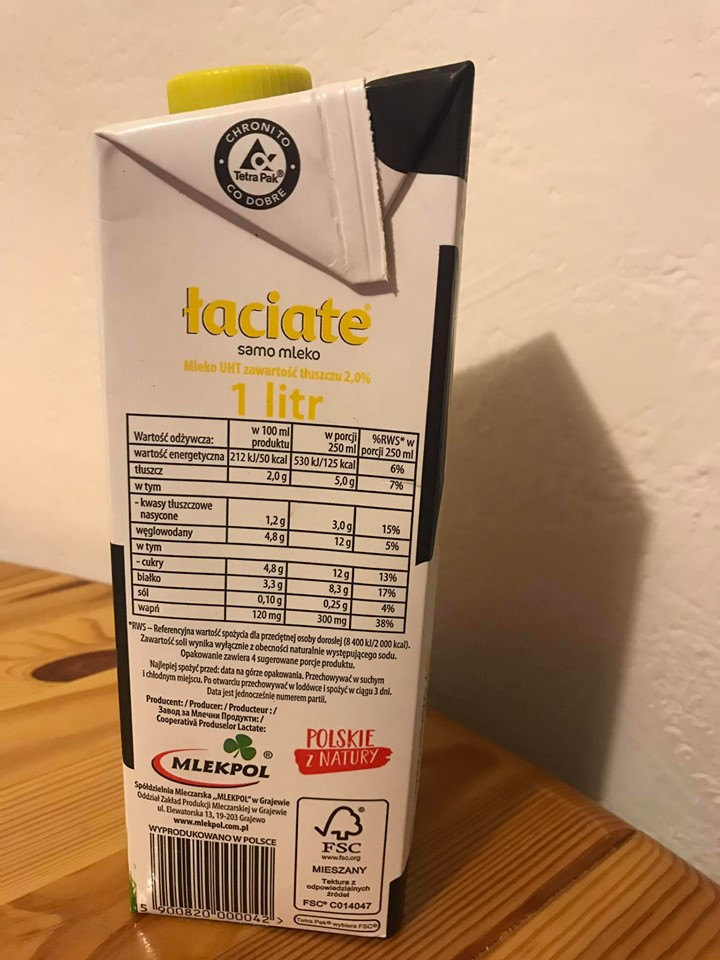 CHRONI TO
Tetra Pak®
CO DOBRE
łaciate®
samo mleko
Mleko UHT zawartość tłuszczu 2,0%
1 litr
Wartość odżywcza: w 100 ml produktu w porcji 250 ml %RWS* w porcji 250 ml
wartość energetyczna 212 kJ/50 kcal 530 kJ/125 kcal 6%
tłuszcz 2,0 g 5,0 g 7%
w tym
- kwasy tłuszczowe
nasycone 1,2 g 3,0 g 15%
węglowodany 4,8 g 12 g 5%
w tym
- cukry 4,8 g 12 g 13%
białko 3,3 g 8,3 g 17%
sól 0,10 g 0,25 g 4%
wapń 120 mg 300 mg 38%
*RWS – Referencyjna wartość spożycia dla przeciętnej osoby dorosłej (8 400 kJ/2 000 kcal).
Zawartość soli wynika wyłącznie z obecności naturalnie występującego sodu.
Opakowanie zawiera 4 sugerowane porcje produktu.
Najlepiej spożyć przed: data na górze opakowania. Przechowywać w suchym
i chłodnym miejscu. Po otwarciu przechowywać w lodówce i spożyć w ciągu 3 dni.
Data jest jednocześnie numerem partii.
Producent: / Producer: / Producteur : /
Завод за Млечни Продукти: /
Cooperativă Produselor Lactate:
MLEKPOL®
POLSKIE
Z NATURY
Spółdzielnia Mleczarska „MLEKPOL" w Grajewie
Oddział Zakład Produkcji Mleczarskiej w Grajewie
ul. Elewatorska 13, 19-203 Grajewo
www.mlekpol.com.pl
WYPRODUKOWANO W POLSCE
5 900820 000042 >
FSC
www.fsc.org
MIESZANY
Tektura z
odpowiedzialnych
źródeł
FSC® C014047
Tetra Pak® wybiera FSC®